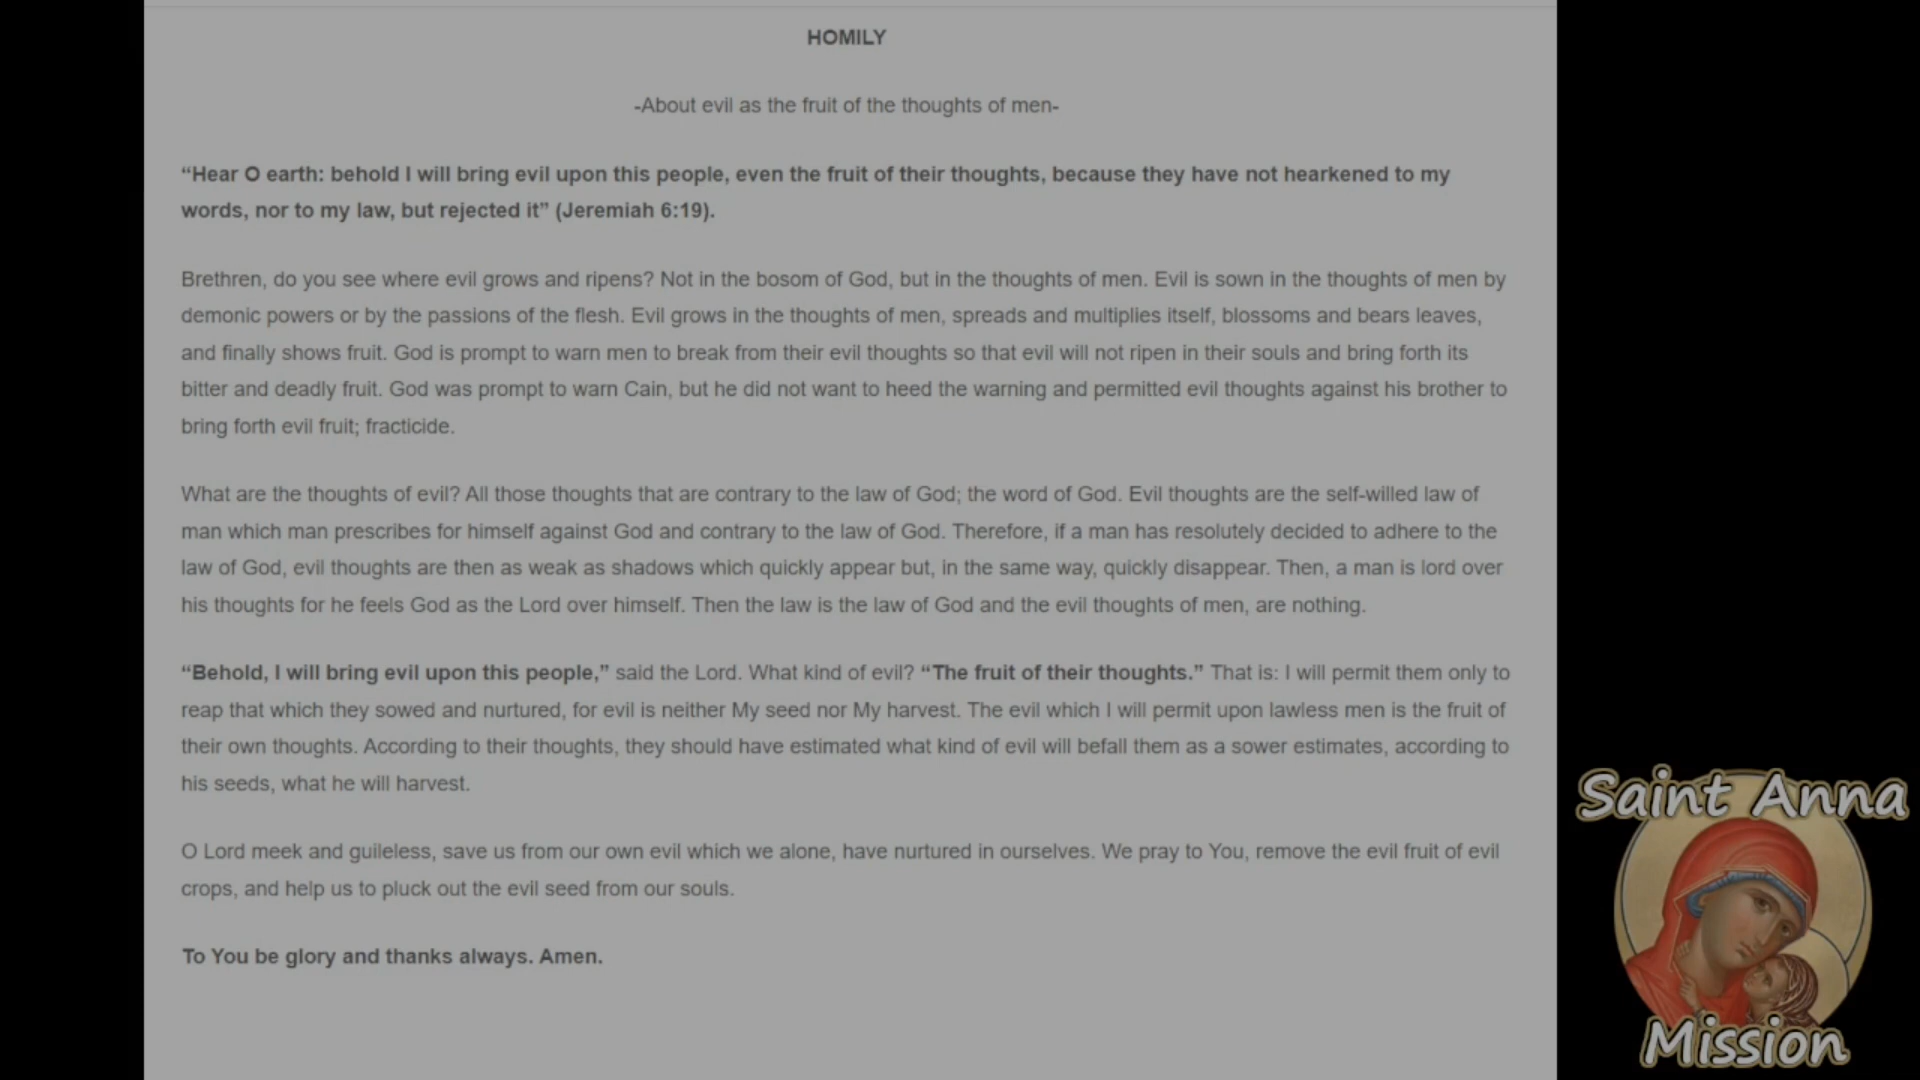 HOMILY
-About evil as the fruit of the thoughts of men-
“Hear O earth: behold I will bring evil upon this people, even the fruit of their thoughts, because they have not hearkened to my
words, nor to my law, but rejected it” (Jeremiah 6:19).
Brethren, do you see where evil grows and ripens? Not in the bosom of God, but in the thoughts of men. Evil is sown in the thoughts of men by
demonic powers or by the passions of the flesh. Evil grows in the thoughts of men, spreads and multiplies itself, blossoms and bears leaves,
and finally shows fruit. God is prompt to warn men to break from their evil thoughts so that evil will not ripen in their souls and bring forth its
bitter and deadly fruit. God was prompt to warn Cain, but he did not want to heed the warning and permitted evil thoughts against his brother to
bring forth evil fruit; fracticide.
What are the thoughts of evil? All those thoughts that are contrary to the law of God; the word of God. Evil thoughts are the self-willed law of
man which man prescribes for himself against God and contrary to the law of God. Therefore, if a man has resolutely decided to adhere to the
law of God, evil thoughts are then as weak as shadows which quickly appear but, in the same way, quickly disappear. Then, a man is lord over
his thoughts for he feels God as the Lord over himself. Then the law is the law of God and the evil thoughts of men, are nothing.
“Behold, I will bring evil upon this people,” said the Lord. What kind of evil? “The fruit of their thoughts.” That is: I will permit them only to
reap that which they sowed and nurtured, for evil is neither My seed nor My harvest. The evil which I will permit upon lawless men is the fruit of
their own thoughts. According to their thoughts, they should have estimated what kind of evil will befall them as a sower estimates, according to
his seeds, what he will harvest.
O Lord meek and guileless, save us from our own evil which we alone, have nurtured in ourselves. We pray to You, remove the evil fruit of evil
crops, and help us to pluck out the evil seed from our souls.
To You be glory and thanks always. Amen.
Saint Anna
Mission